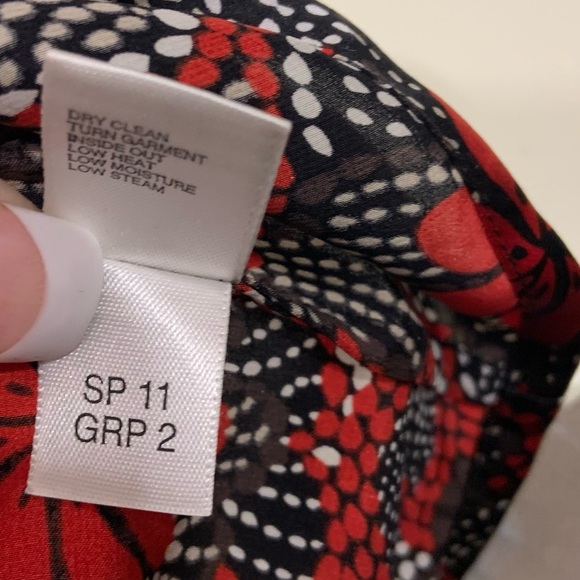 DRY CLEAN
TURN GARMENT
INSIDE OUT
LOW HEAT
LOW MOISTURE
LOW STEAM
SP 11
GRP 2